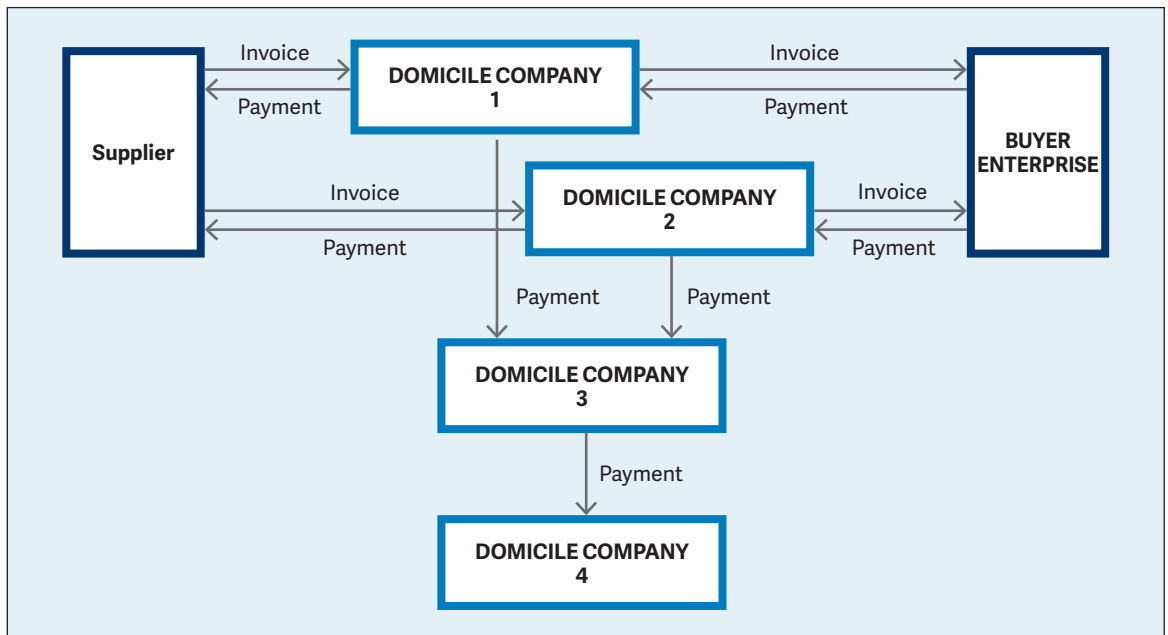 Invoice
Invoice
DOMICILE COMPANY
1
Payment
Payment
Supplier
BUYER
ENTERPRISE
Invoice
DOMICILE COMPANY
2
Invoice
Payment
Payment
Payment
Payment
DOMICILE COMPANY
3
Payment
DOMICILE COMPANY
4